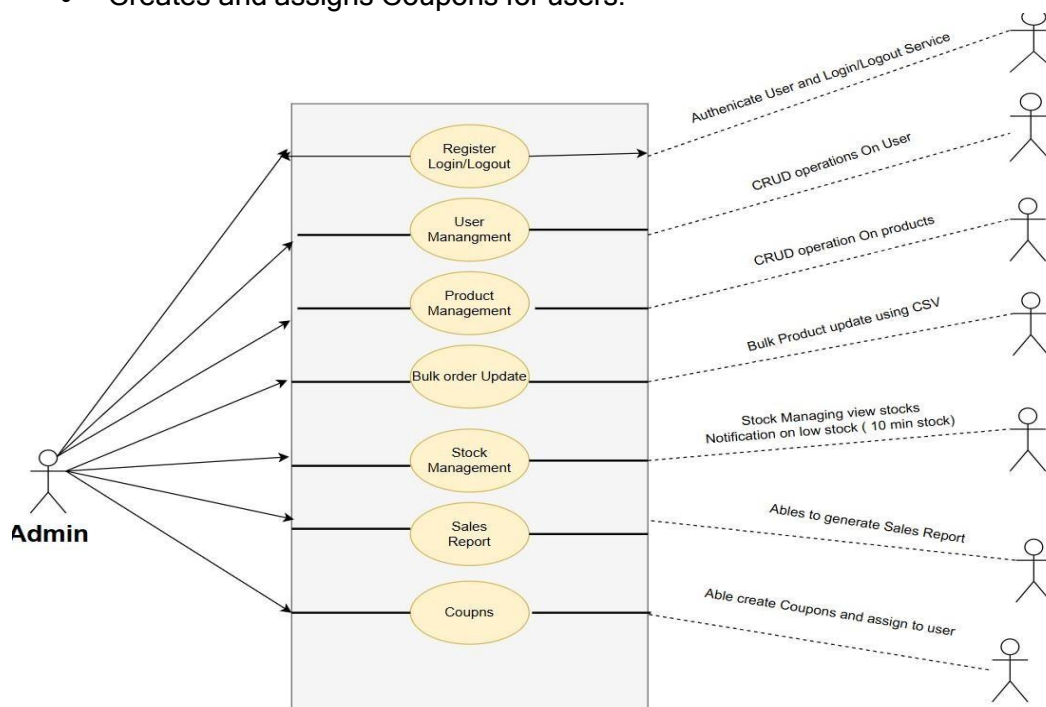 • Creates and assigns Coupons for users.
Authenicate User and Login/Logout Service
Register
Login/Logout
CRUD operations On User
User
Manangment
CRUD operation On products
Product
Management
Bulk Product update using CSV
Bulk order Update
Stock Managing view stocks
Notification on low stock ( 10 min stock)
Stock
Management
Admin
Ables to generate Sales Report
Sales
Report
Able create Coupons and assign to user
Coupns